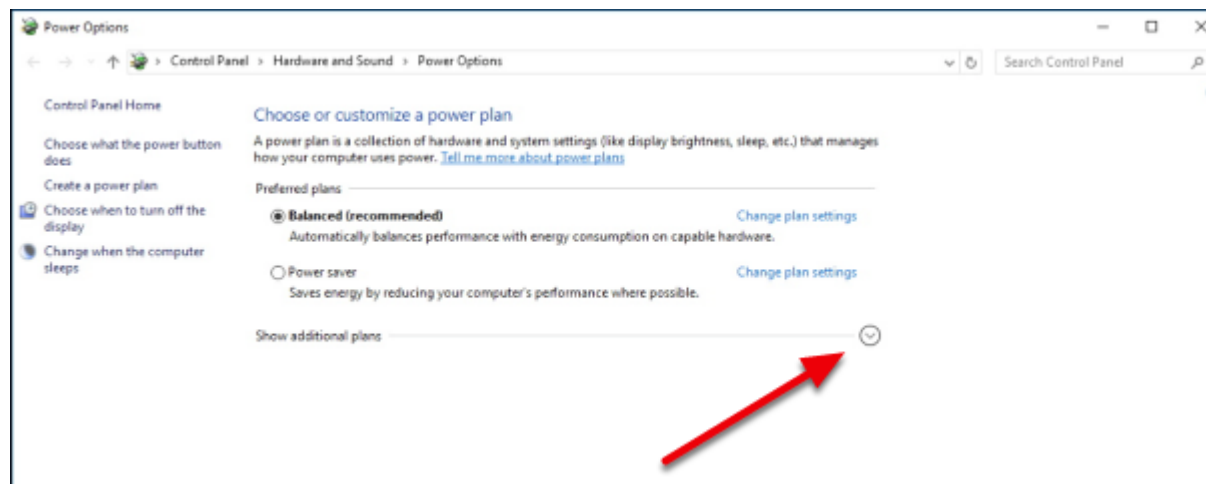 Power Options
Control Panel > Hardware and Sound > Power Options
Search Control Panel
Control Panel Home
Choose what the power button
does
Create a power plan
Choose when to turn off the
display
Change when the computer
sleeps
Choose or customize a power plan
A power plan is a collection of hardware and system settings (like display brightness, sleep, etc.) that manages
how your computer uses power. Tell me more about power plans
Preferred plans
Balanced (recommended) Change plan settings
Automatically balances performance with energy consumption on capable hardware.
Power saver Change plan settings
Saves energy by reducing your computer's performance where possible.
Show additional plans